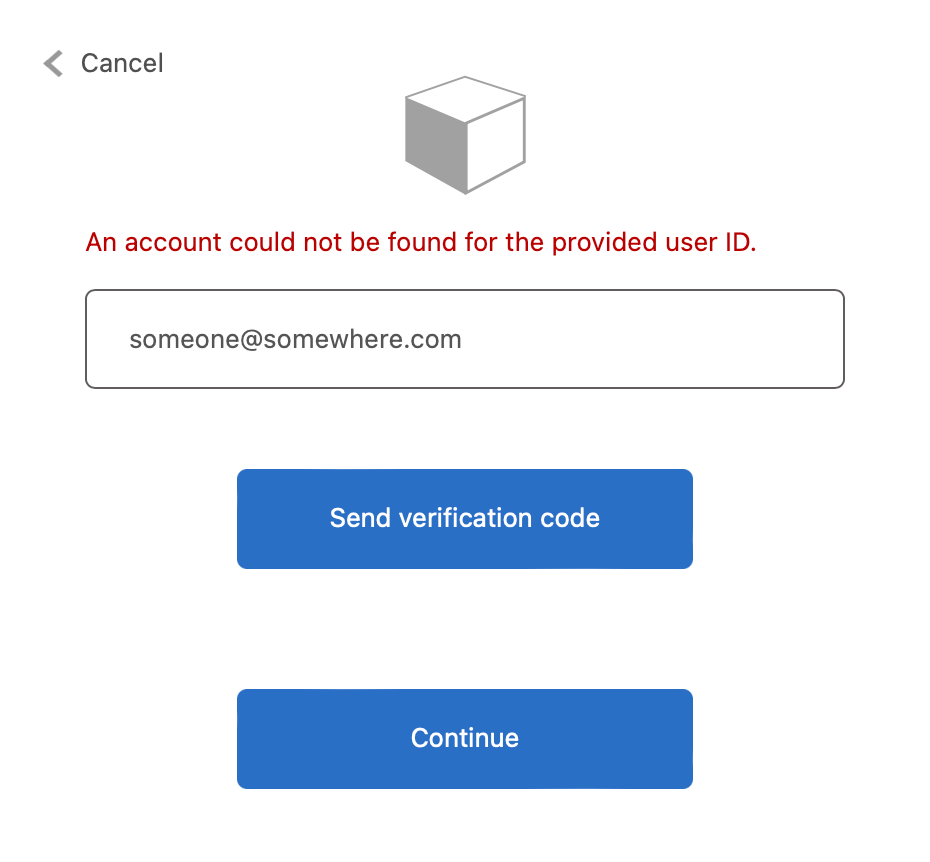 Cancel
An account could not be found for the provided user ID.
someone@somewhere.com
Send verification code
Continue